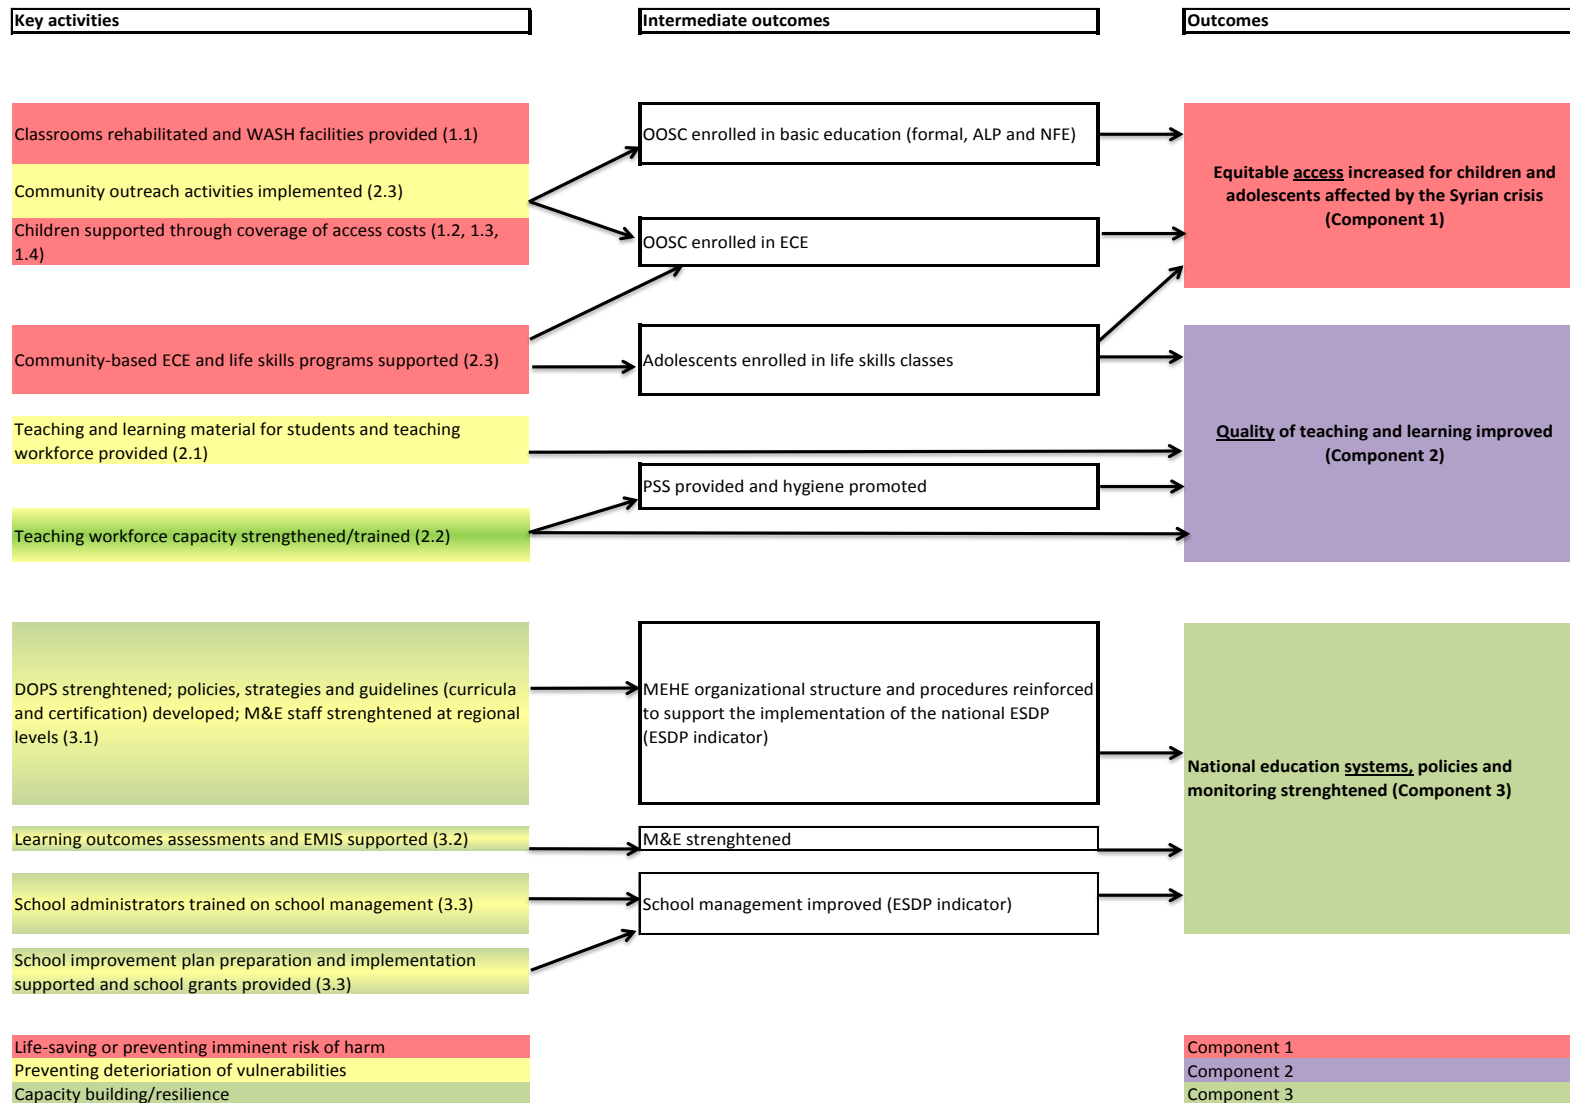 Key activities
Intermediate outcomes
Outcomes
Classrooms rehabilitated and WASH facilities provided (1.1)
Community outreach activities implemented (2.3)
Children supported through coverage of access costs (1.2, 1.3,
1.4)
OOSC enrolled in basic education (formal, ALP and NFE)
OOSC enrolled in ECE
Equitable access increased for children and
adolescents affected by the Syrian crisis
(Component 1)
Community-based ECE and life skills programs supported (2.3)
Adolescents enrolled in life skills classes
Teaching and learning material for students and teaching
workforce provided (2.1)
Quality of teaching and learning improved
(Component 2)
PSS provided and hygiene promoted
Teaching workforce capacity strengthened/trained (2.2)
DOPS strenghtened; policies, strategies and guidelines (curricula
and certification) developed; M&E staff strenghtened at regional
levels (3.1)
MEHE organizational structure and procedures reinforced
to support the implementation of the national ESDP
(ESDP indicator)
National education systems, policies and
monitoring strenghtened (Component 3)
Learning outcomes assessments and EMIS supported (3.2)
M&E strenghtened
School administrators trained on school management (3.3)
School management improved (ESDP indicator)
School improvement plan preparation and implementation
supported and school grants provided (3.3)
Life-saving or preventing imminent risk of harm
Preventing deterioriation of vulnerabilities
Capacity building/resilience
Component 1
Component 2
Component 3